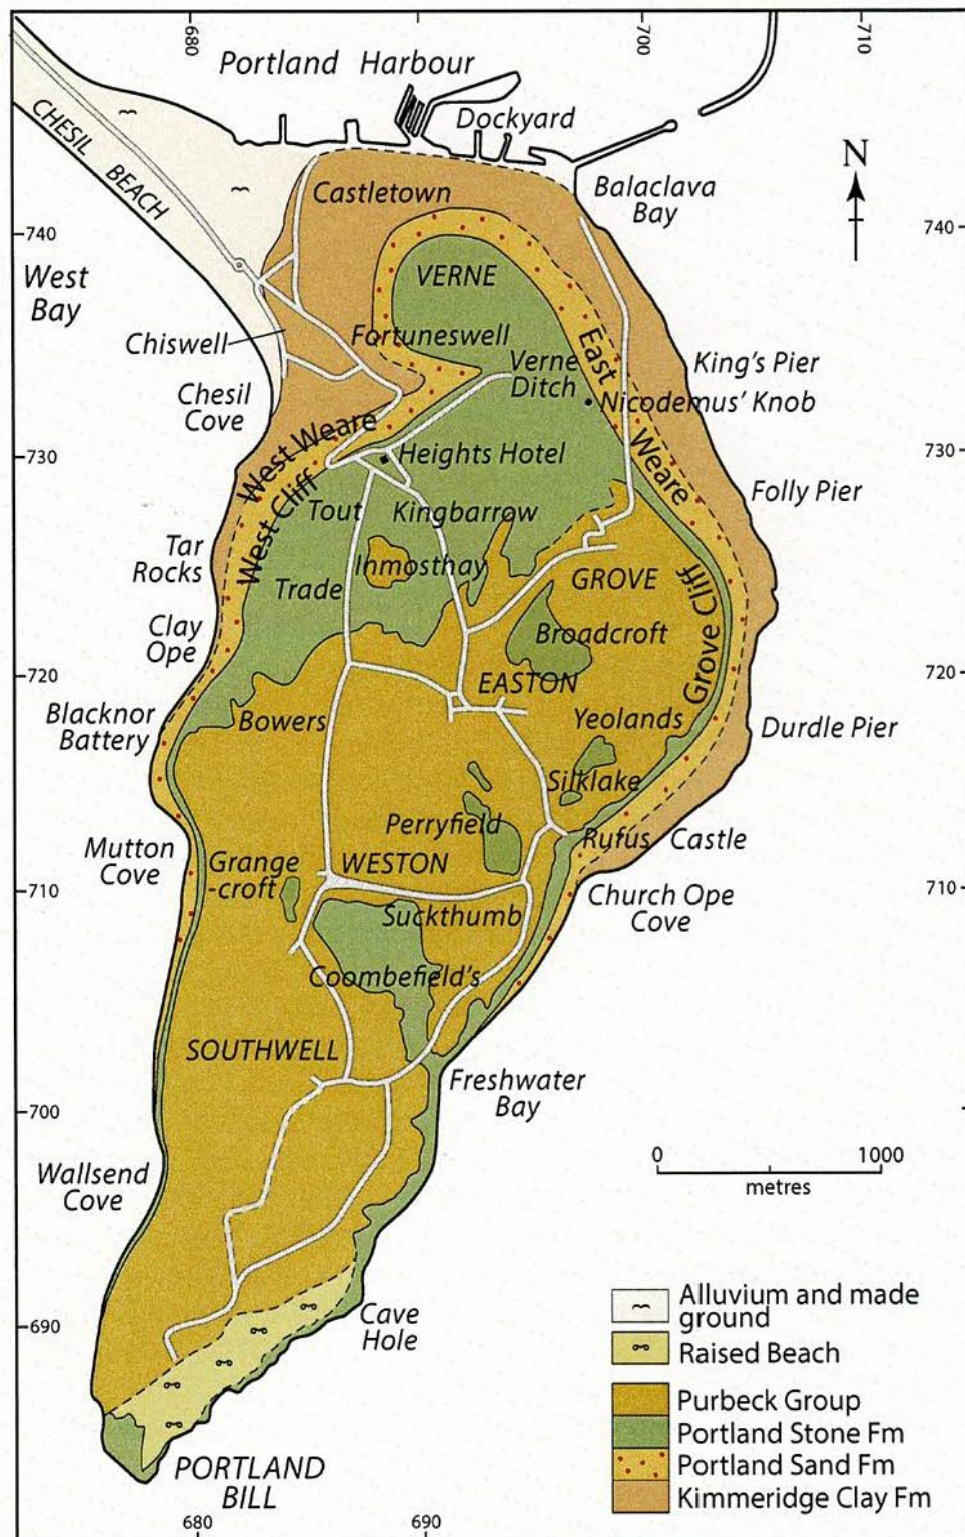 680
700
710
Portland Harbour
Dockyard
CHESIL BEACH
Castletown
Balaclava
Bay
N
740
740
West
Bay
VERNE
Chiswell
Fortuneswell
Verne
Ditch
East Weare
King's Pier
Nicodemus' Knob
Chesil
Cove
West Weare
West Cliff
730
730
Heights Hotel
Folly Pier
Tout
Kingbarrow
Tar
Rocks
Inmosthay
Trade
GROVE
Grove Cliff
Clay
Ope
Broadcroft
720
720
EASTON
Blacknor
Battery
Bowers
Yeolands
Durdle Pier
Silklake
Perryfield
Rufus Castle
Mutton
Cove
Grange
-croft
WESTON
710
710
Church Ope
Cove
Suckthumb
Coombefield's
SOUTHWELL
Freshwater
Bay
700
Wallsend
Cove
0 1000
metres
690
Cave
Hole
Alluvium and made
ground
Raised Beach
Purbeck Group
Portland Stone Fm
Portland Sand Fm
Kimmeridge Clay Fm
PORTLAND
BILL
680
690